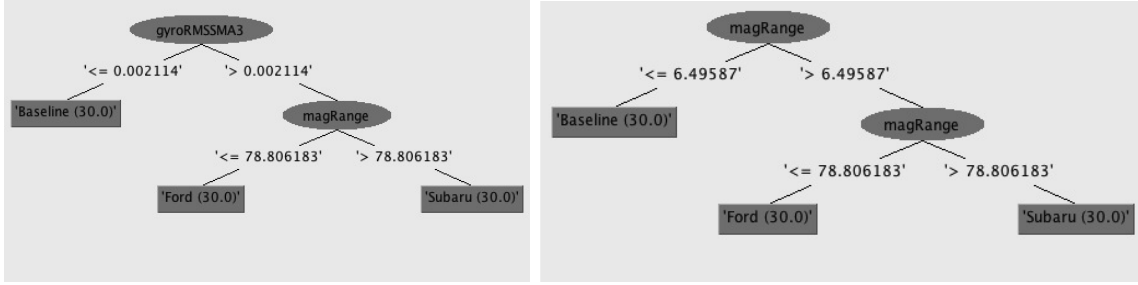 gyroRMSSMA3
'<= 0.002114' '> 0.002114'
'Baseline (30.0)'
magRange
'<= 78.806183' '> 78.806183'
'Ford (30.0)' 'Subaru (30.0)'
magRange
'<= 6.49587' '> 6.49587'
'Baseline (30.0)'
magRange
'<= 78.806183' '> 78.806183'
'Ford (30.0)' 'Subaru (30.0)'